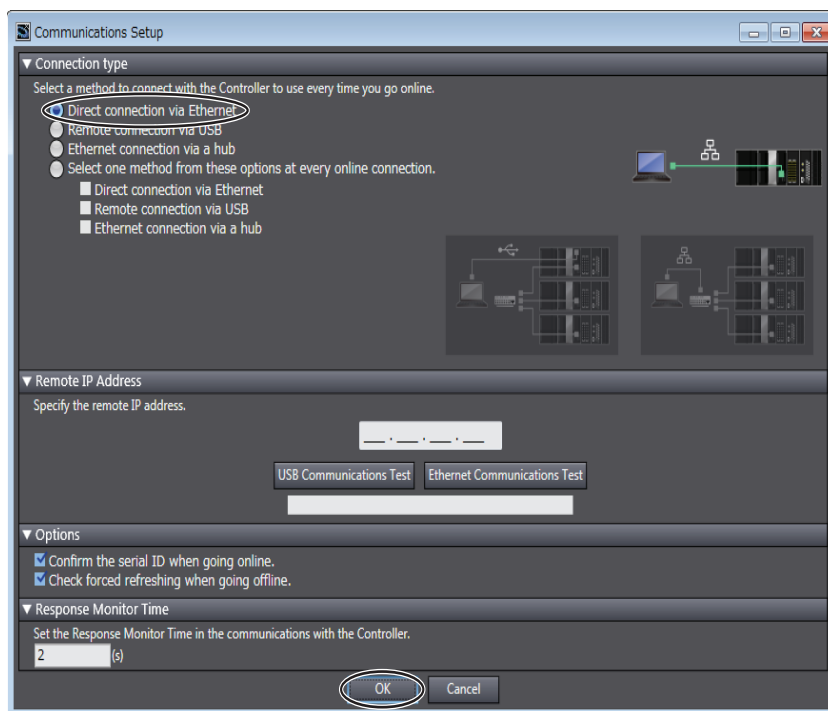 Communications Setup
▼ Connection type
Select a method to connect with the Controller to use every time you go online.
Direct connection via Ethernet
Remote connection via USB
Ethernet connection via a hub
Select one method from these options at every online connection.
Direct connection via Ethernet
Remote connection via USB
Ethernet connection via a hub
▼ Remote IP Address
Specify the remote IP address.
__ . __ . __ . __
USB Communications Test Ethernet Communications Test
▼ Options
Confirm the serial ID when going online.
Check forced refreshing when going offline.
▼ Response Monitor Time
Set the Response Monitor Time in the communications with the Controller.
2 (s)
OK Cancel